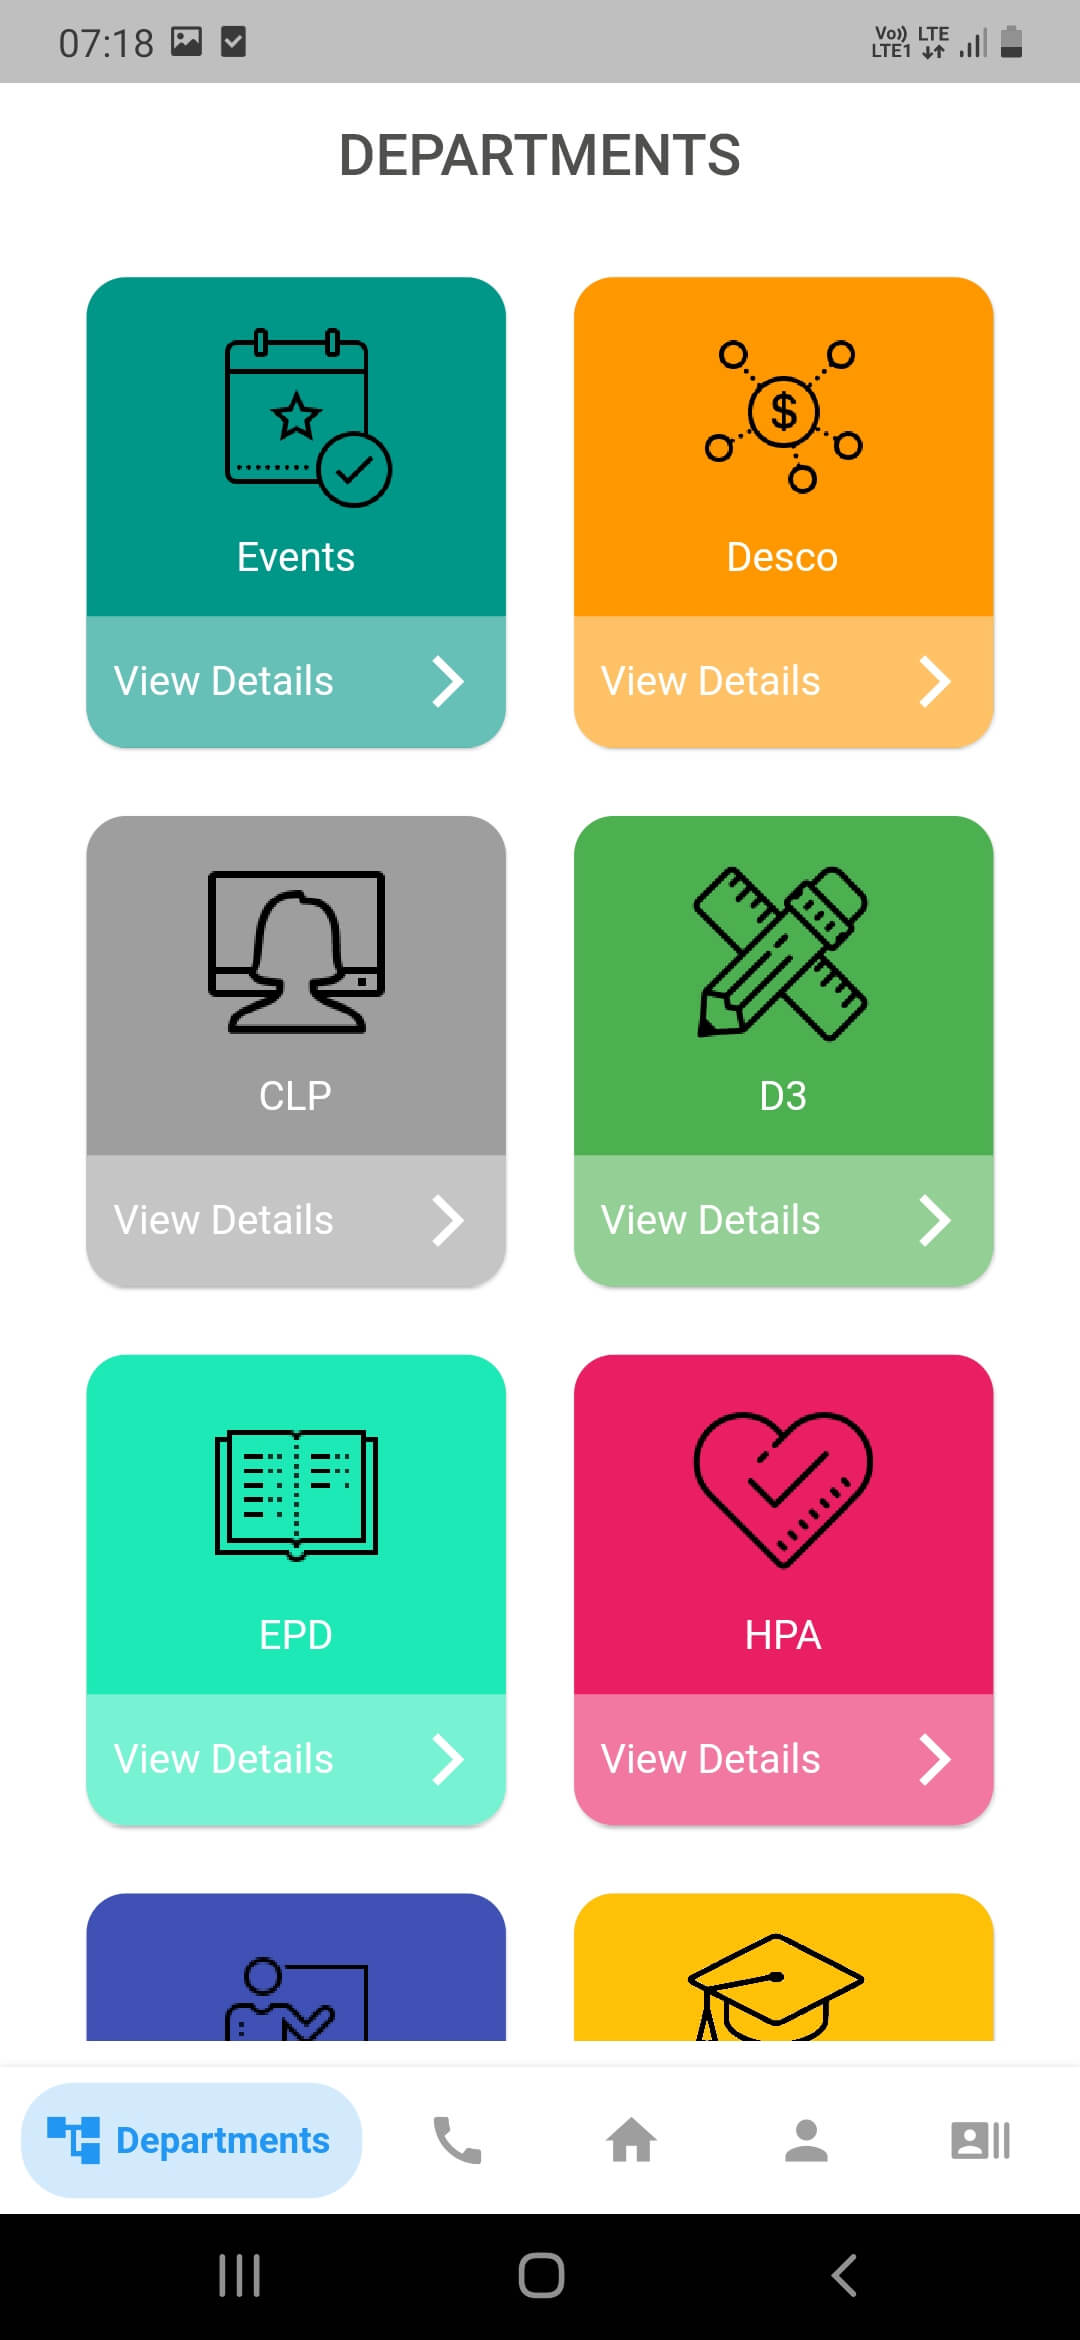 07:18
Vo)) LTE
LTE1
DEPARTMENTS
$
Events
Desco
View Details
View Details
CLP
D3
View Details
View Details
EPD
HPA
View Details
View Details
Departments